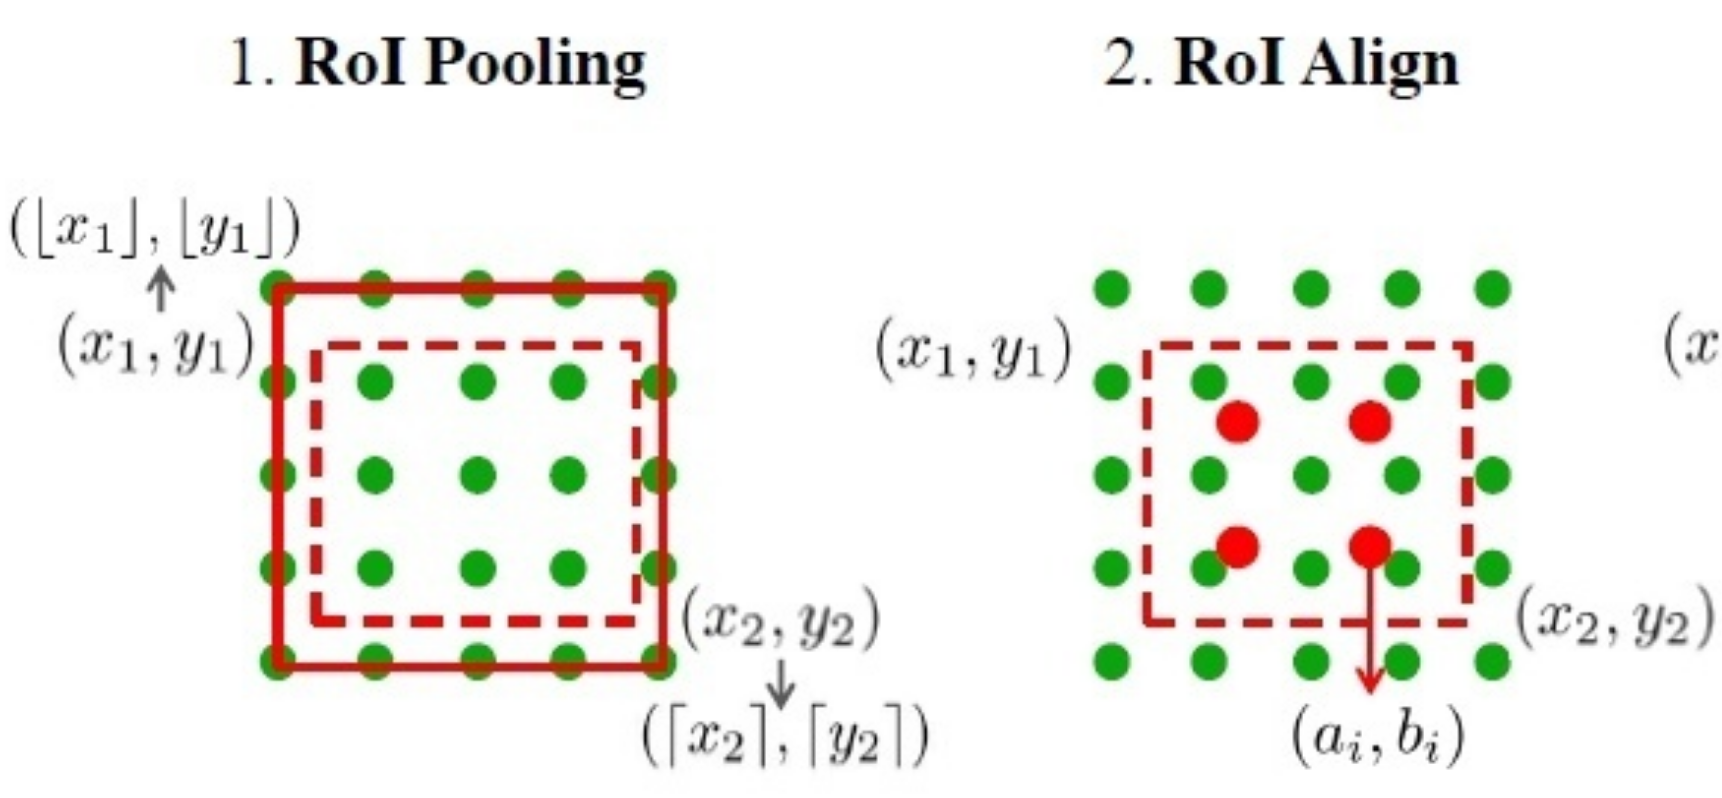 1. RoI Pooling
2. RoI Align
(⌊x₁⌋, ⌊y₁⌋)
(x₁, y₁)
(x₂, y₂)
(⌈x₂⌉, ⌈y₂⌉)
(x₁, y₁)
(x₂, y₂)
(aᵢ, bᵢ)
(x